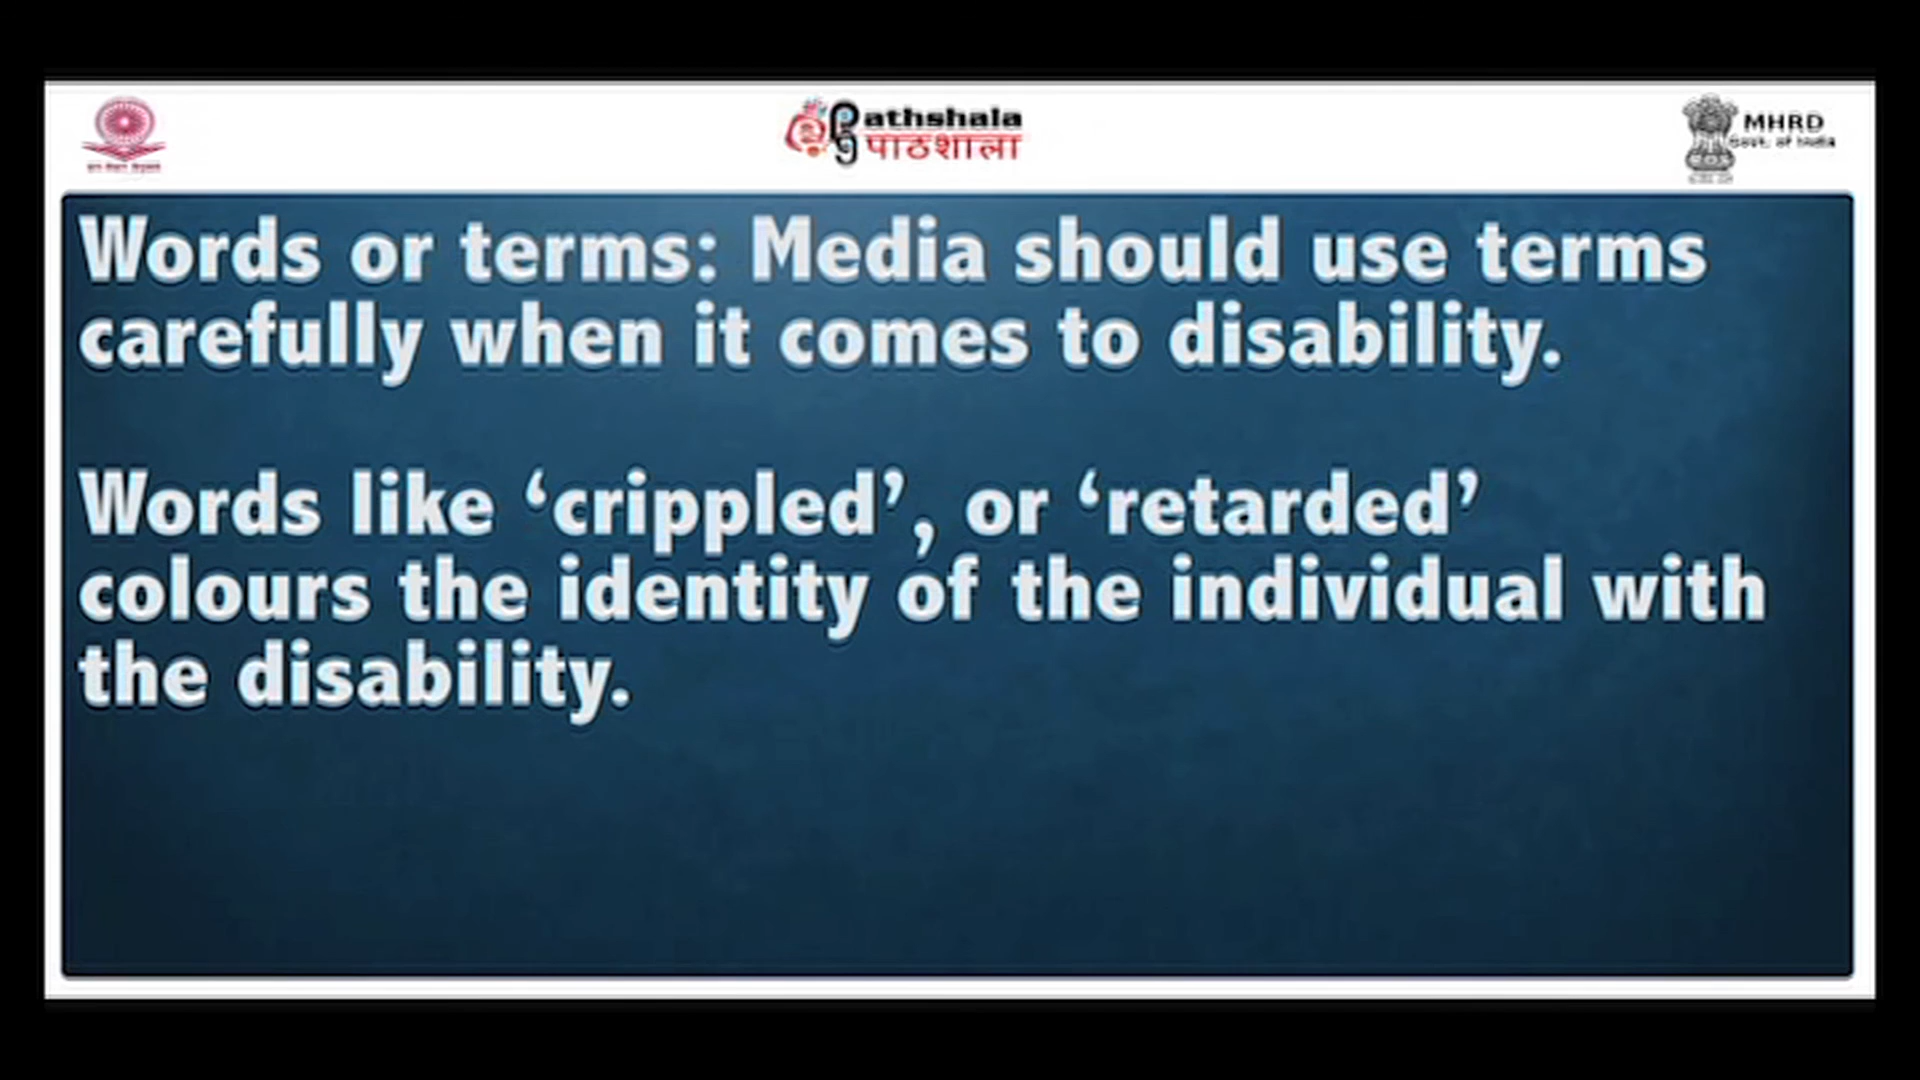 Pathshala
पाठशाला
MHRD
Govt. of India
Words or terms: Media should use terms
carefully when it comes to disability.
Words like ‘crippled’, or ‘retarded’
colours the identity of the individual with
the disability.